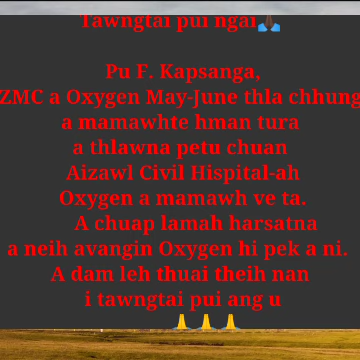 Tawngtai pui ngai🙏🏿
Pu F. Kapsanga,
ZMC a Oxygen May-June thla chhung
a mamawhte hman tura
a thlawna petu chuan
Aizawl Civil Hispital-ah
Oxygen a mamawh ve ta.
A chuap lamah harsatna
a neih avangin Oxygen hi pek a ni.
A dam leh thuai theih nan
i tawngtai pui ang u
🙏🙏🙏